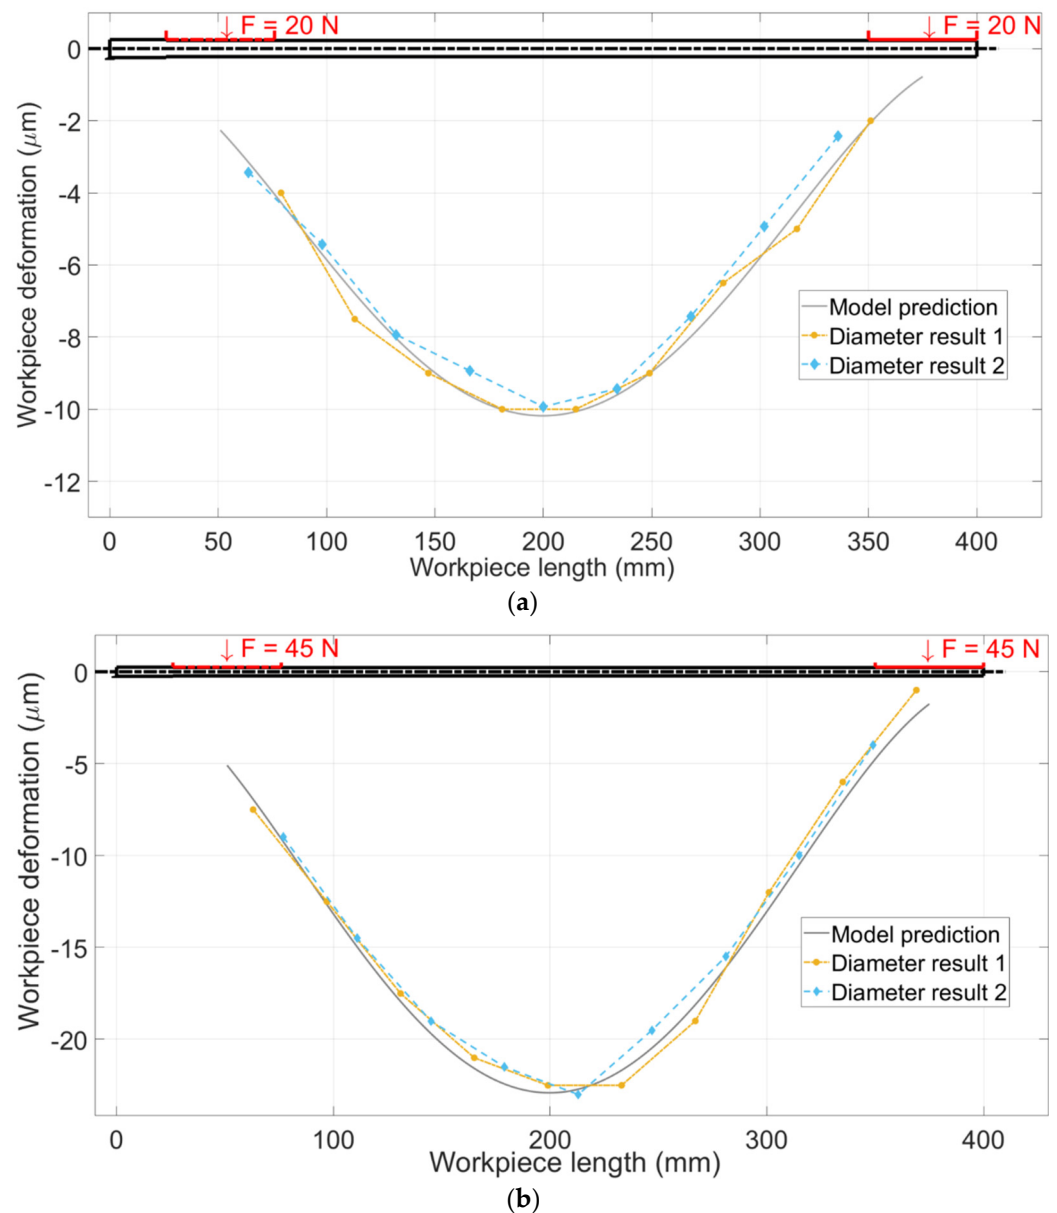 ↓ F = 20 N ↓ F = 20 N
0
-2
-4
-6
-8
-10
-12
Workpiece deformation (μm)
Model prediction
Diameter result 1
Diameter result 2
0 50 100 150 200 250 300 350 400
Workpiece length (mm)
(a)
↓ F = 45 N ↓ F = 45 N
0
-5
-10
-15
-20
Workpiece deformation (μm)
Model prediction
Diameter result 1
Diameter result 2
0 100 200 300 400
Workpiece length (mm)
(b)